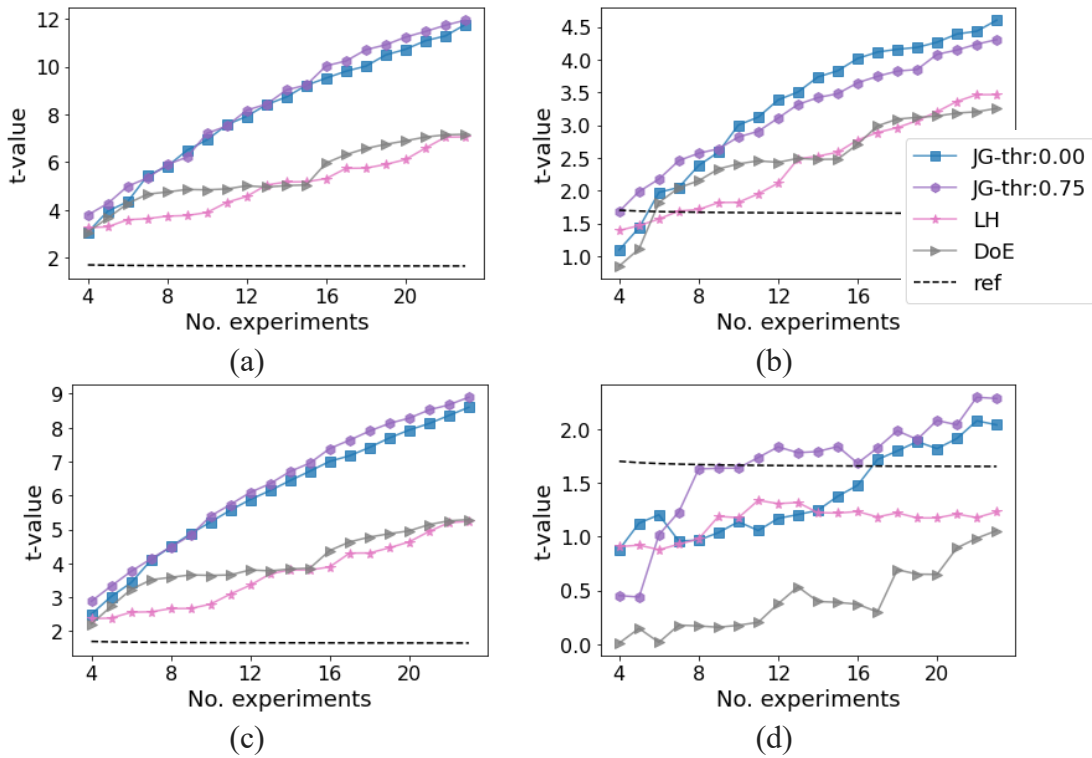 12
10
8
6
4
2
t-value
4 8 12 16 20
No. experiments
(a)
4.5
4.0
3.5
3.0
2.5
2.0
1.5
1.0
t-value
4 8 12 16
No. experiments
(b)
JG-thr:0.00
JG-thr:0.75
LH
DoE
ref
9
8
7
6
5
4
3
2
t-value
4 8 12 16 20
No. experiments
(c)
2.0
1.5
1.0
0.5
0.0
t-value
4 8 12 16 20
No. experiments
(d)